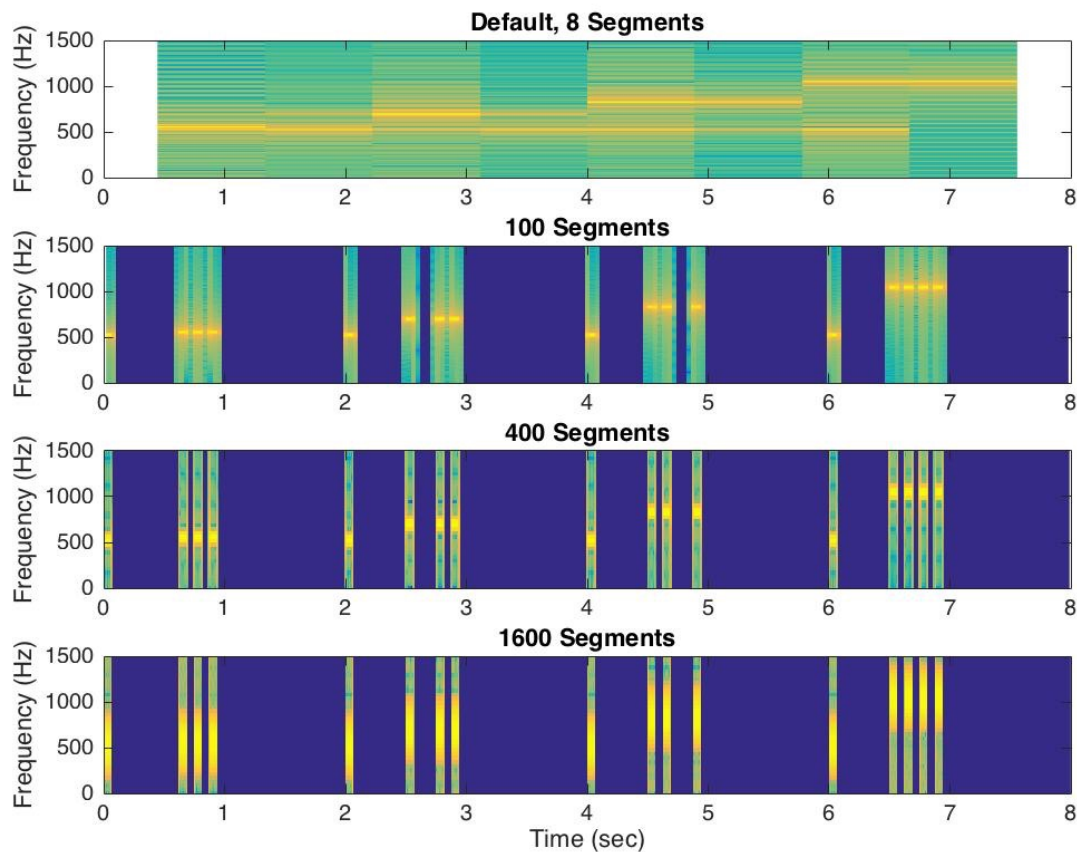 Default, 8 Segments
Frequency (Hz)
1500
1000
500
0
0 1 2 3 4 5 6 7 8
100 Segments
Frequency (Hz)
1500
1000
500
0
0 1 2 3 4 5 6 7 8
400 Segments
Frequency (Hz)
1500
1000
500
0
0 1 2 3 4 5 6 7 8
1600 Segments
Frequency (Hz)
1500
1000
500
0
0 1 2 3 4 5 6 7 8
Time (sec)